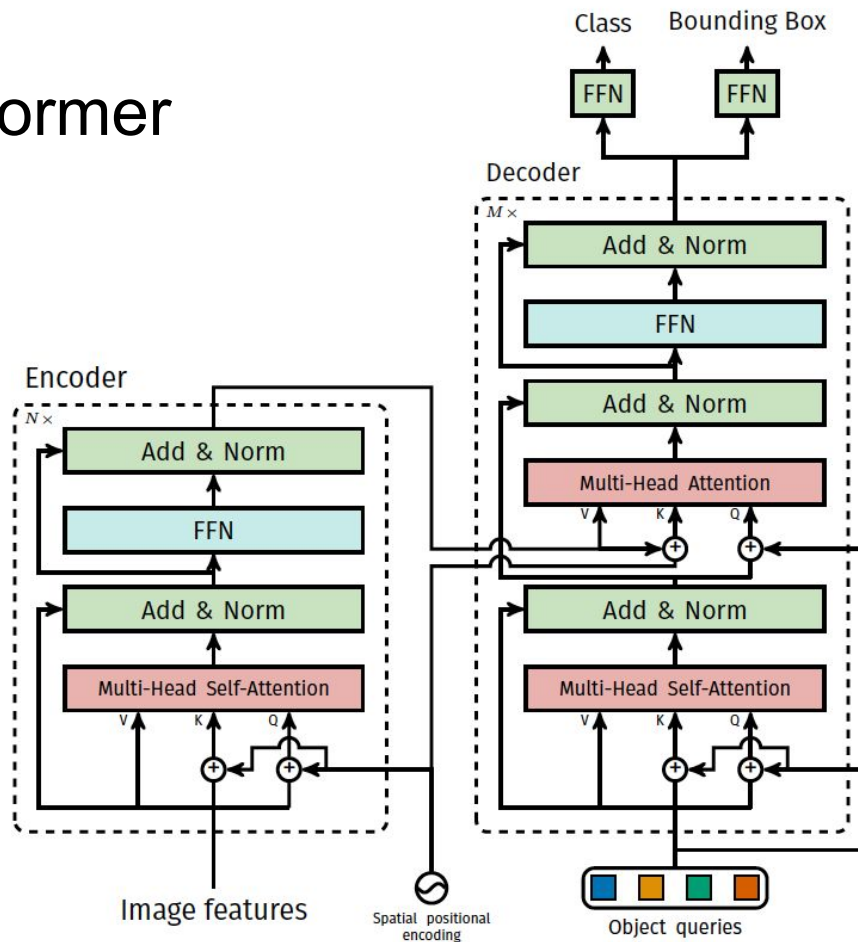 ormer
Class
Bounding Box
FFN
FFN
Decoder
M×
Add & Norm
FFN
Add & Norm
Multi-Head Attention
V
K
Q
Add & Norm
Multi-Head Self-Attention
V
K
Q
Object queries
Encoder
N×
Add & Norm
FFN
Add & Norm
Multi-Head Self-Attention
V
K
Q
Image features
Spatial positional
encoding